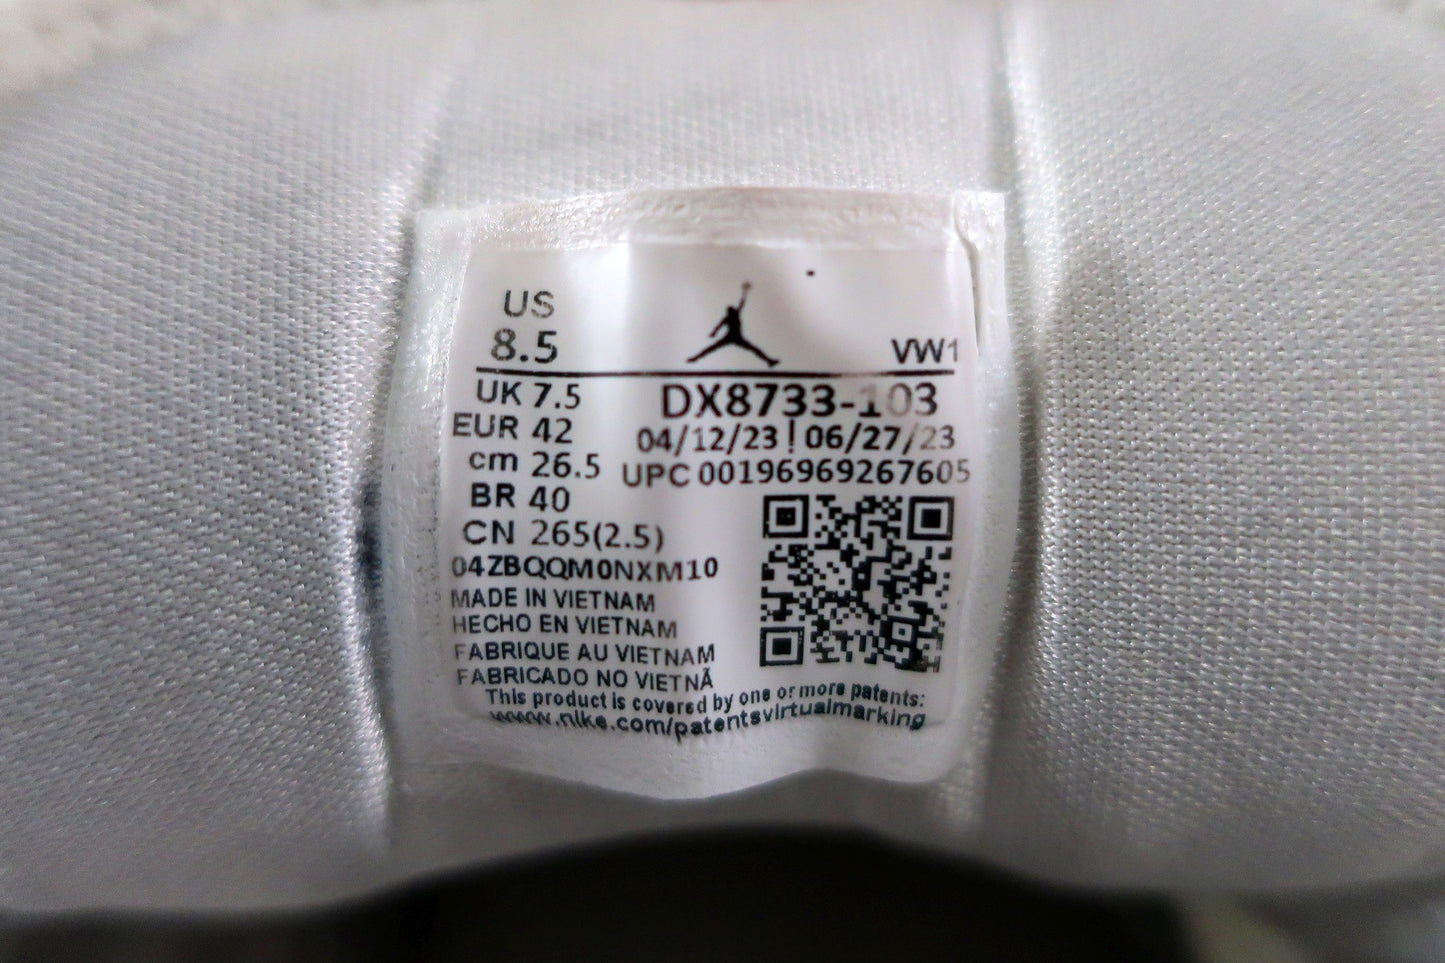 US
8.5
VW1
UK 7.5
EUR 42
cm 26.5
BR 40
CN 265(2.5)
DX8733-103
04/12/23 | 06/27/23
UPC 00196969267605
04ZBQQM0NXM10
MADE IN VIETNAM
HECHO EN VIETNAM
FABRIQUE AU VIETNAM
FABRICADO NO VIETNÃ
This product is covered by one or more patents:
www.nike.com/patentsvirtualmarking